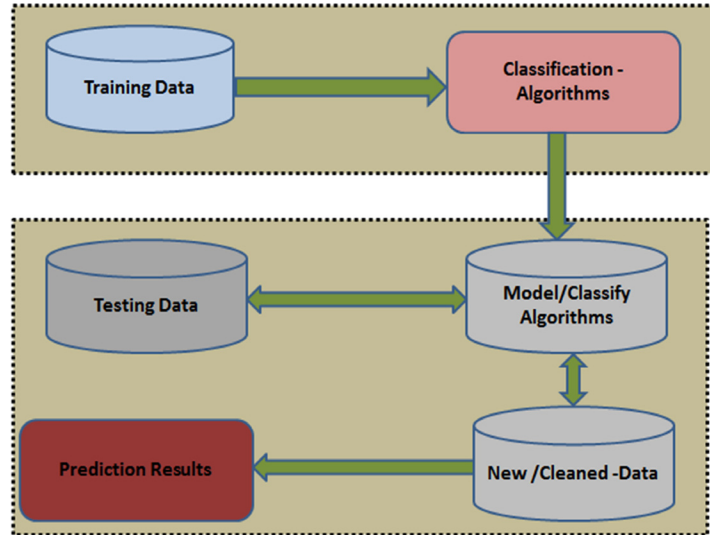 Training Data
Classification -
Algorithms
Testing Data
Model/Classify
Algorithms
Prediction Results
New /Cleaned -Data